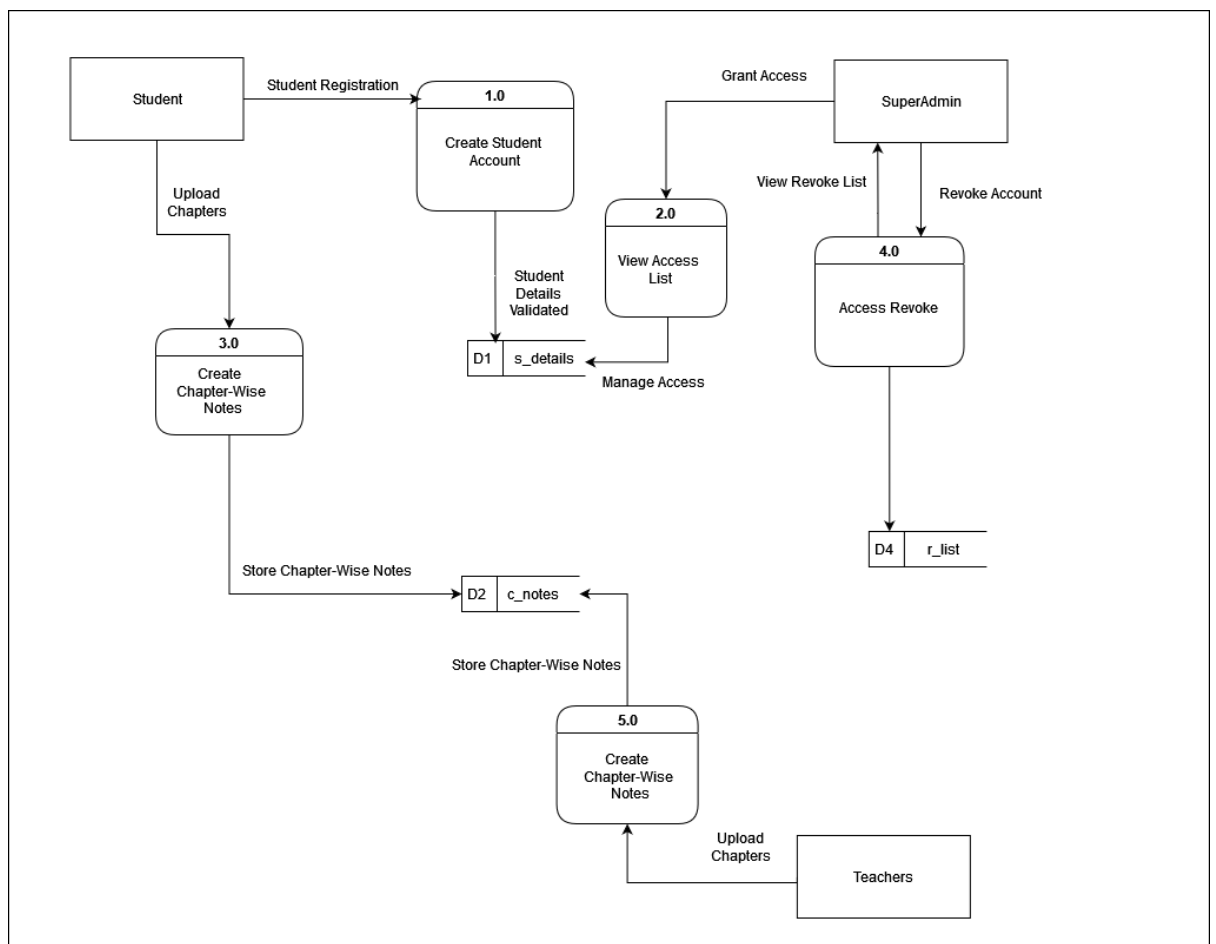 Student
Student Registration
1.0
Create Student
Account
Grant Access
SuperAdmin
Upload
Chapters
View Revoke List
Revoke Account
2.0
View Access
List
4.0
Access Revoke
Student
Details
Validated
3.0
Create
Chapter-Wise
Notes
D1 s_details
Manage Access
D4 r_list
Store Chapter-Wise Notes
D2 c_notes
Store Chapter-Wise Notes
5.0
Create
Chapter-Wise
Notes
Upload
Chapters
Teachers